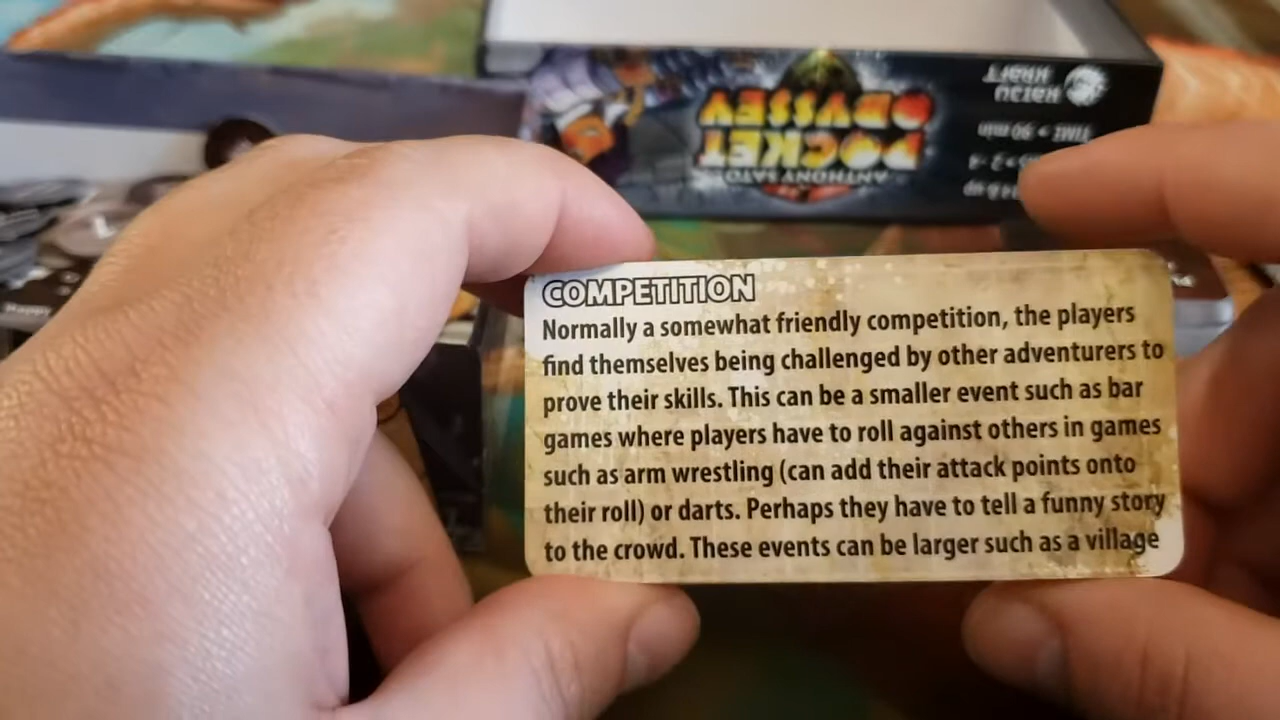 KAIJU
KRAFT
TIME > 90 min
POCKET
ODYSSEY
COMPETITION
Normally a somewhat friendly competition, the players
find themselves being challenged by other adventurers to
prove their skills. This can be a smaller event such as bar
games where players have to roll against others in games
such as arm wrestling (can add their attack points onto
their roll) or darts. Perhaps they have to tell a funny story
to the crowd. These events can be larger such as a village